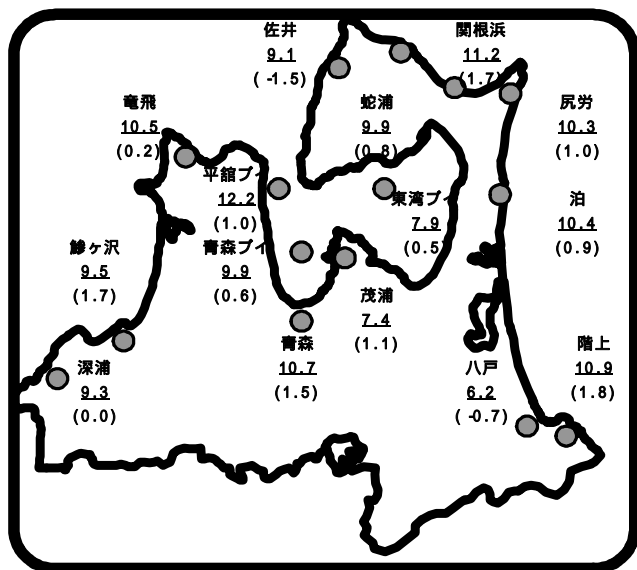 佐井
9.1
( -1.5)
関根浜
11.2
(1.7)
竜飛
10.5
(0.2)
蛇浦
9.9
(0.8)
尻労
10.3
(1.0)
平舘ブイ
12.2
(1.0)
東湾ブイ
7.9
(0.5)
泊
10.4
(0.9)
鰺ヶ沢
9.5
(1.7)
青森ブイ
9.9
(0.6)
茂浦
7.4
(1.1)
深浦
9.3
(0.0)
青森
10.7
(1.5)
八戸
6.2
( -0.7)
階上
10.9
(1.8)